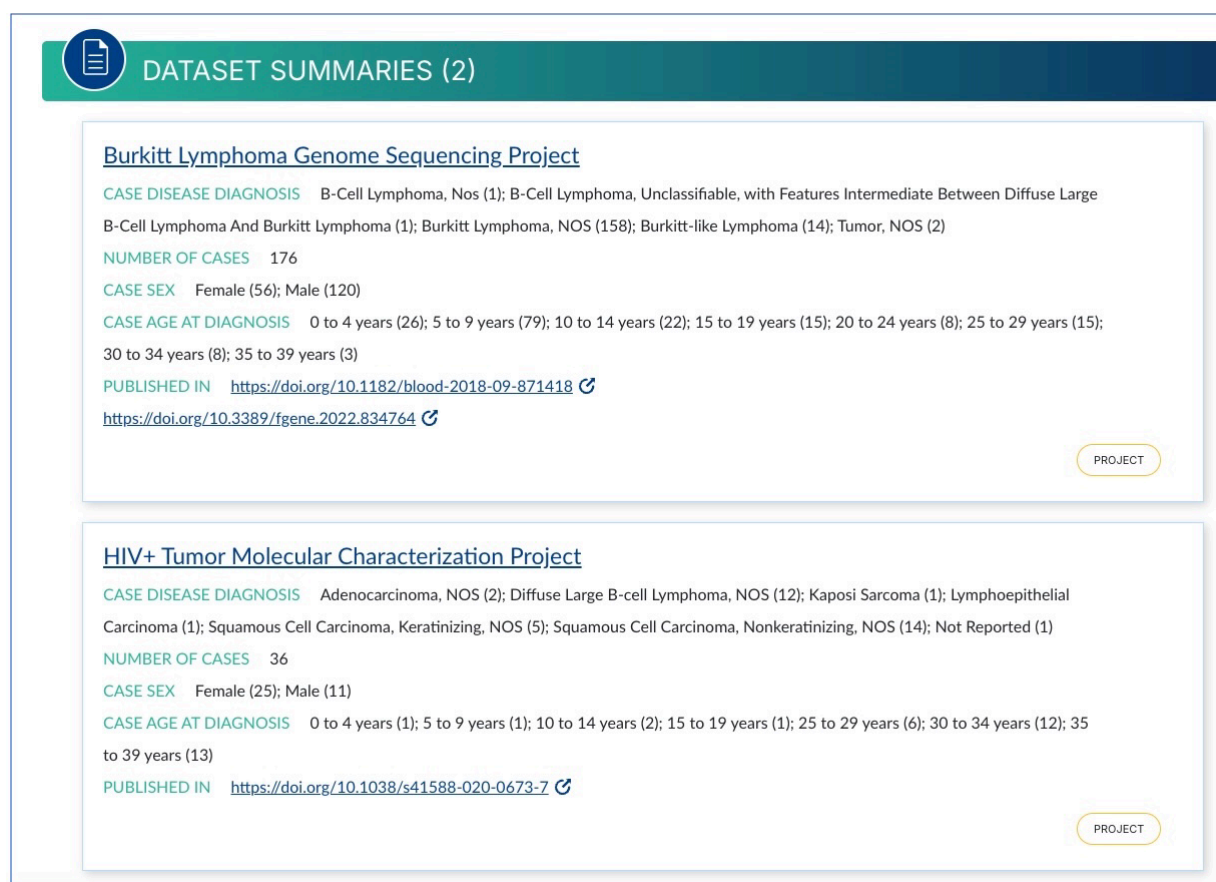 DATASET SUMMARIES (2)
Burkitt Lymphoma Genome Sequencing Project
CASE DISEASE DIAGNOSIS B-Cell Lymphoma, Nos (1); B-Cell Lymphoma, Unclassifiable, with Features Intermediate Between Diffuse Large
B-Cell Lymphoma And Burkitt Lymphoma (1); Burkitt Lymphoma, NOS (158); Burkitt-like Lymphoma (14); Tumor, NOS (2)
NUMBER OF CASES 176
CASE SEX Female (56); Male (120)
CASE AGE AT DIAGNOSIS 0 to 4 years (26); 5 to 9 years (79); 10 to 14 years (22); 15 to 19 years (15); 20 to 24 years (8); 25 to 29 years (15);
30 to 34 years (8); 35 to 39 years (3)
PUBLISHED IN https://doi.org/10.1182/blood-2018-09-871418
https://doi.org/10.3389/fgene.2022.834764
PROJECT
HIV+ Tumor Molecular Characterization Project
CASE DISEASE DIAGNOSIS Adenocarcinoma, NOS (2); Diffuse Large B-cell Lymphoma, NOS (12); Kaposi Sarcoma (1); Lymphoepithelial
Carcinoma (1); Squamous Cell Carcinoma, Keratinizing, NOS (5); Squamous Cell Carcinoma, Nonkeratinizing, NOS (14); Not Reported (1)
NUMBER OF CASES 36
CASE SEX Female (25); Male (11)
CASE AGE AT DIAGNOSIS 0 to 4 years (1); 5 to 9 years (1); 10 to 14 years (2); 15 to 19 years (1); 25 to 29 years (6); 30 to 34 years (12); 35
to 39 years (13)
PUBLISHED IN https://doi.org/10.1038/s41588-020-0673-7
PROJECT